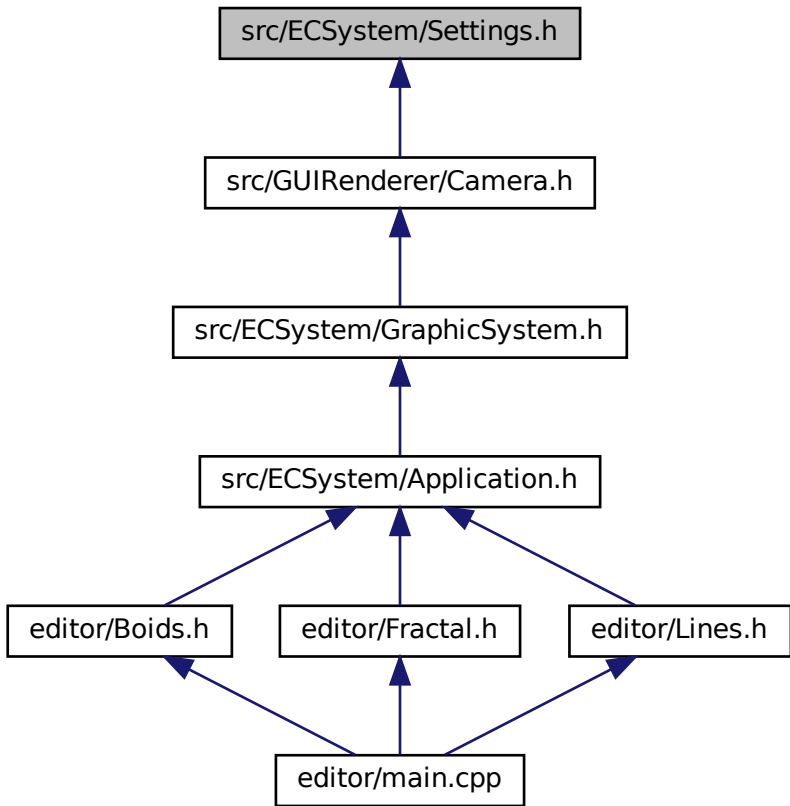 src/ECSystem/Settings.h
src/GUIRenderer/Camera.h
src/ECSystem/GraphicSystem.h
src/ECSystem/Application.h
editor/Boids.h
editor/Fractal.h
editor/Lines.h
editor/main.cpp